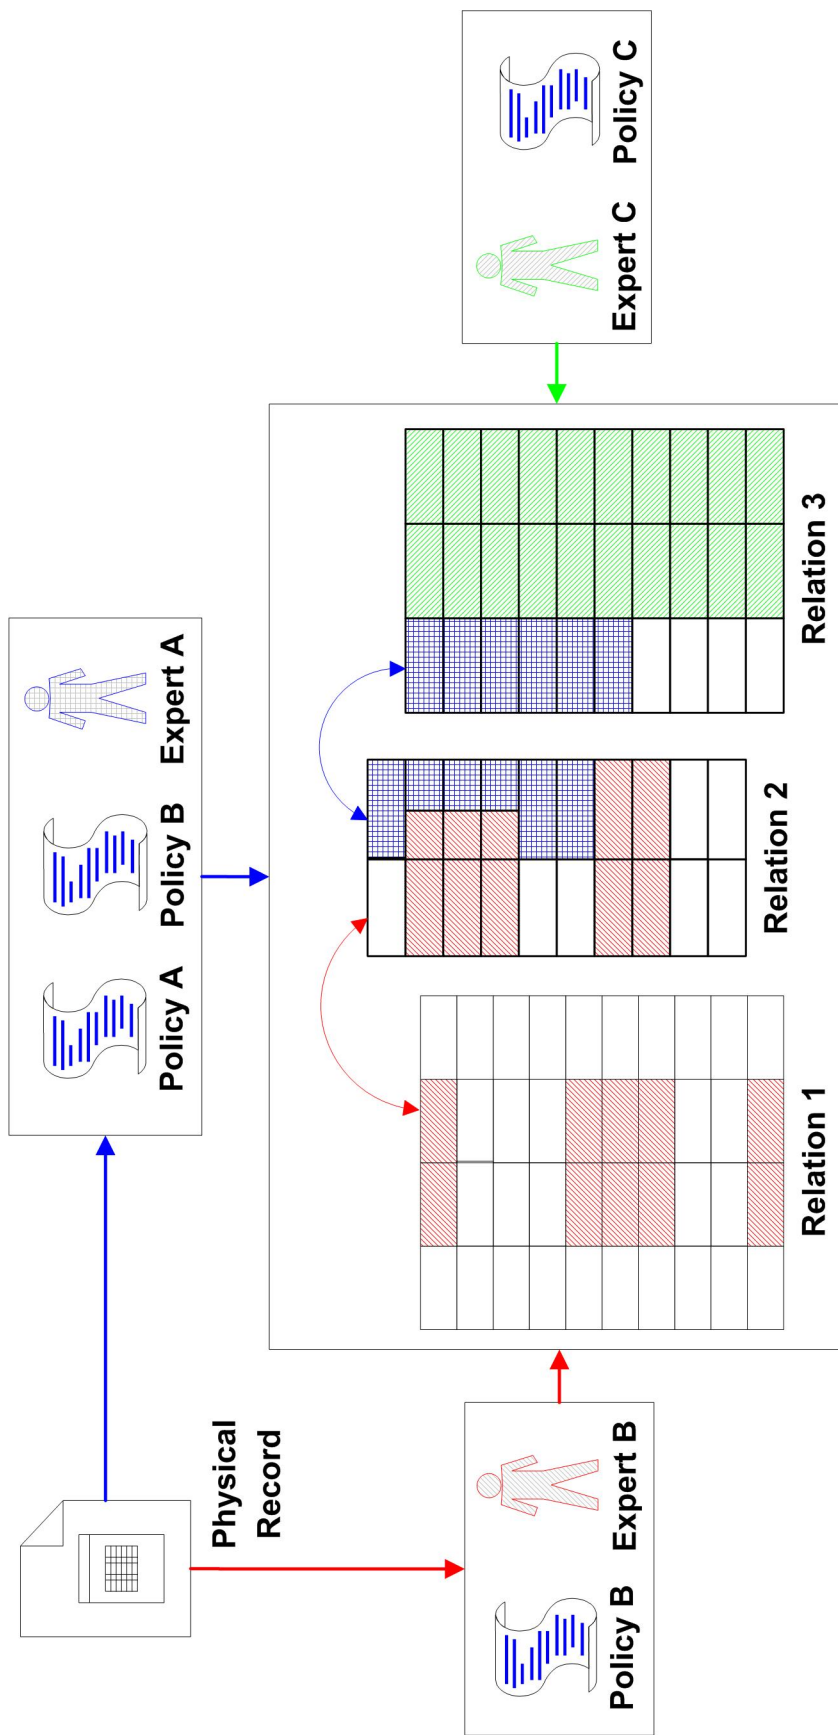 Physical
Record
Policy A
Policy B
Expert A
Policy B
Expert B
Relation 1
Relation 2
Relation 3
Expert C
Policy C